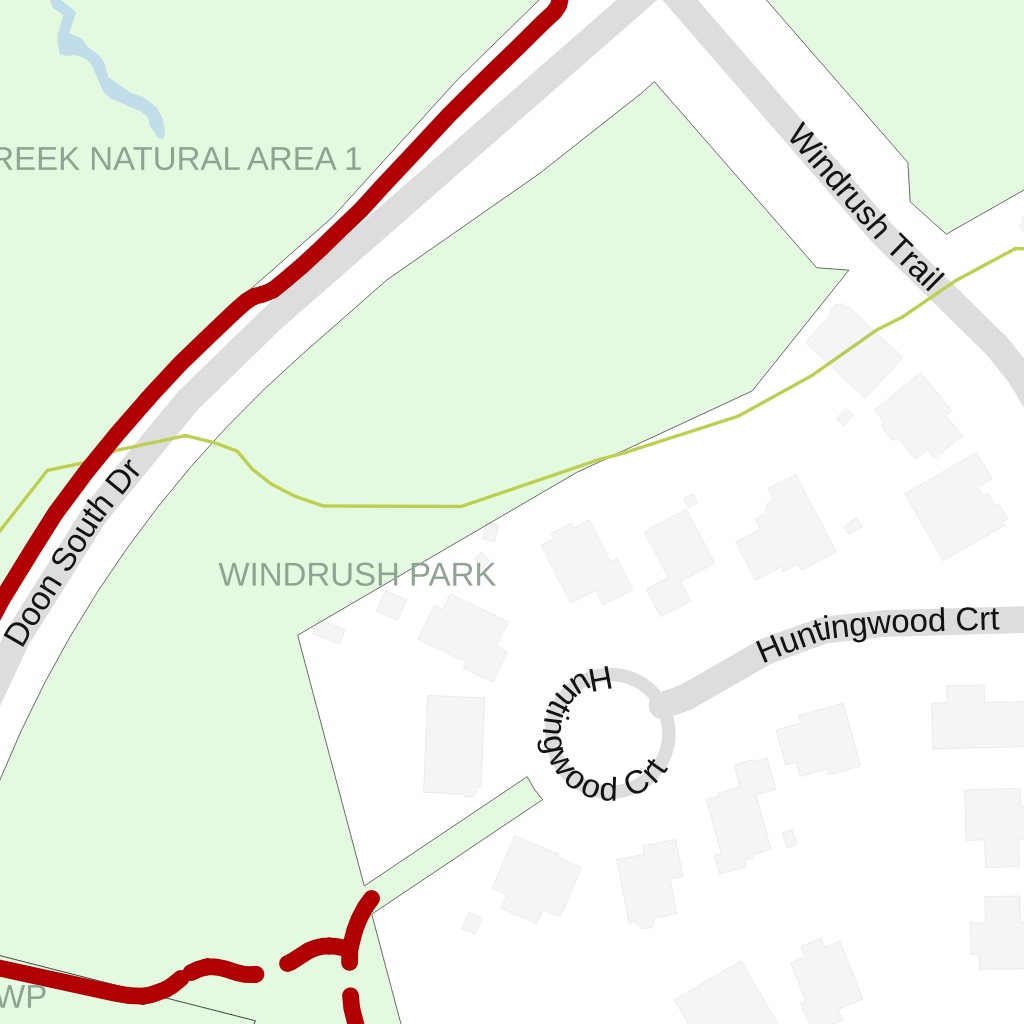 REEK NATURAL AREA 1
Windrush Trail
Doon South Dr
WINDRUSH PARK
Huntingwood Crt
Huntingwood Crt
WP